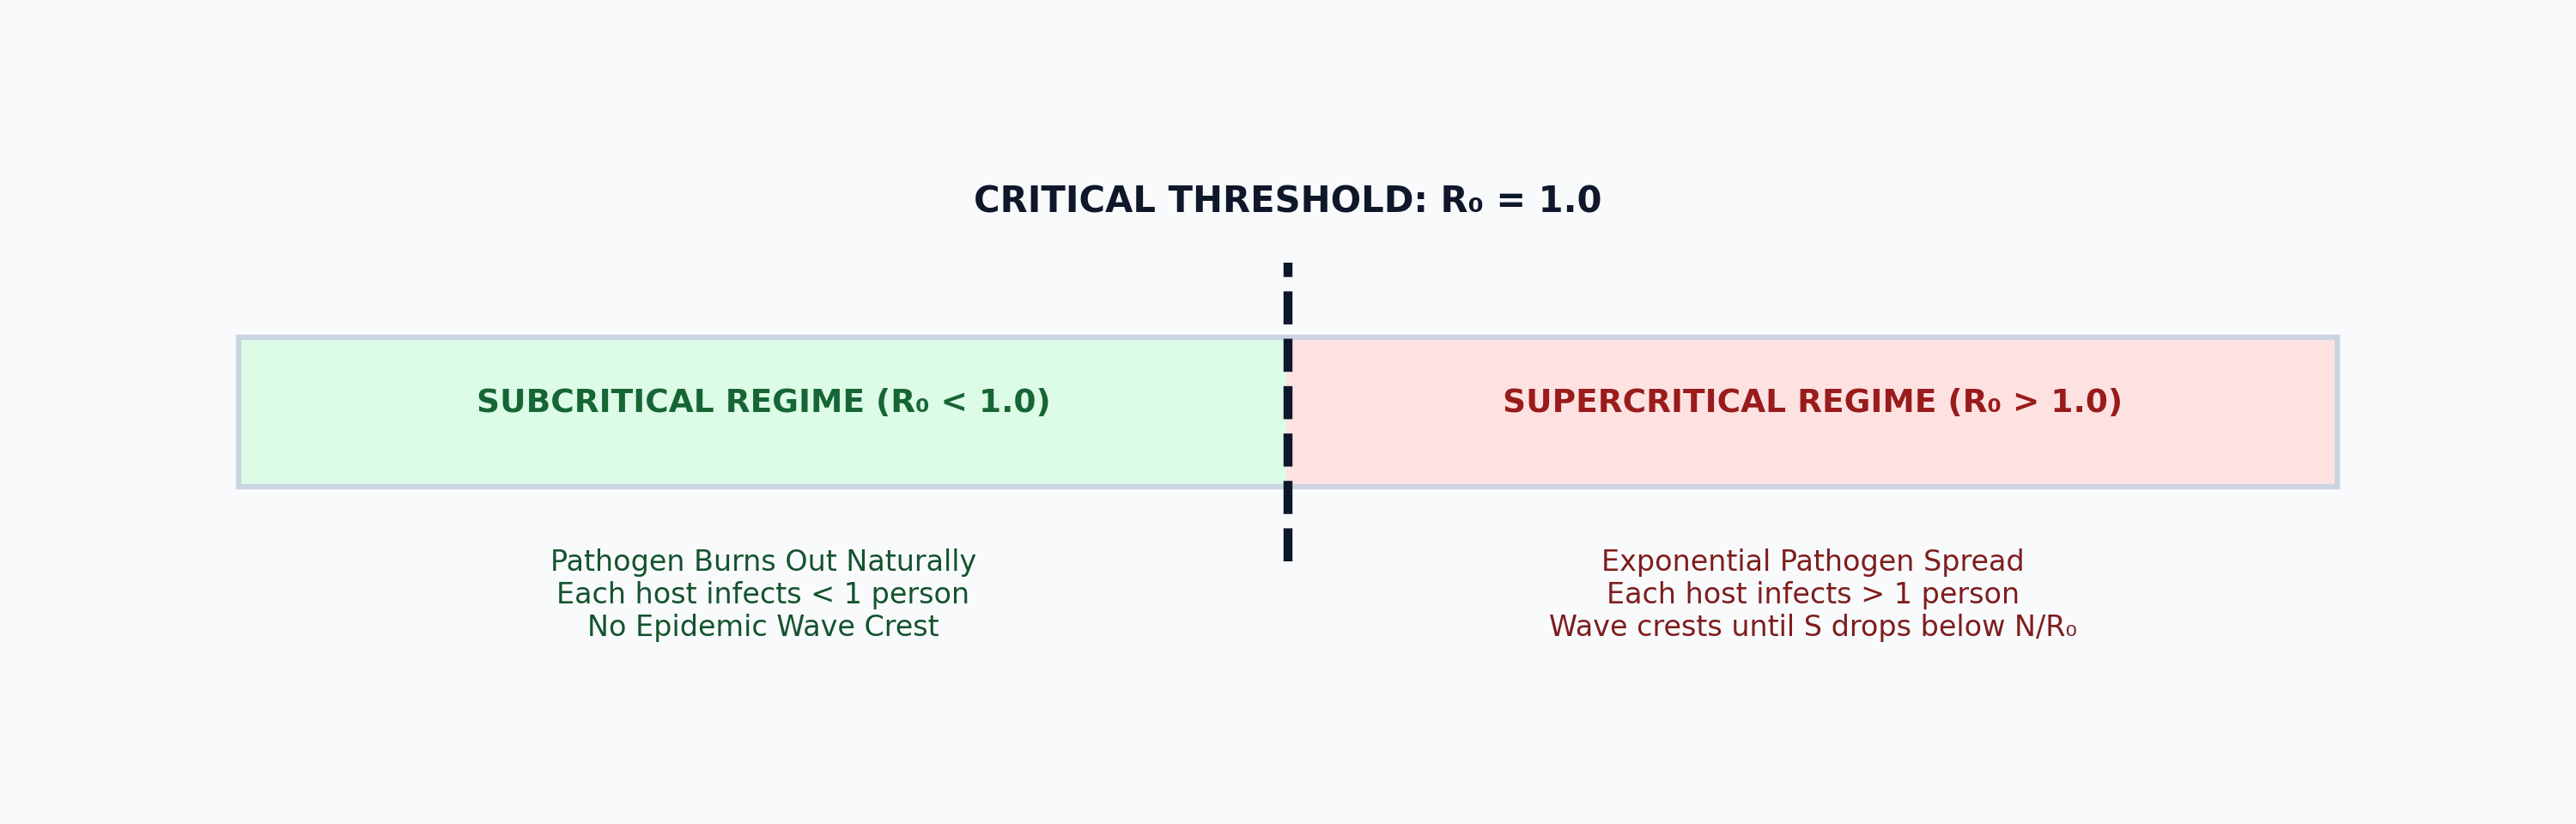 CRITICAL THRESHOLD: R₀ = 1.0
SUBCRITICAL REGIME (R₀ < 1.0)
SUPERCRITICAL REGIME (R₀ > 1.0)
Pathogen Burns Out Naturally
Each host infects < 1 person
No Epidemic Wave Crest
Exponential Pathogen Spread
Each host infects > 1 person
Wave crests until S drops below N/R₀